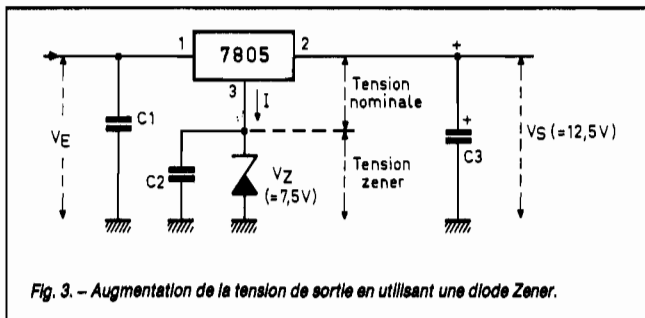 1
7805
2
3
I
+
Tension
nominale
VE
C1
+
VS (=12,5V)
C3
C2
VZ
(=7,5V)
Tension
zener
Fig. 3. – Augmentation de la tension de sortie en utilisant une diode Zener.